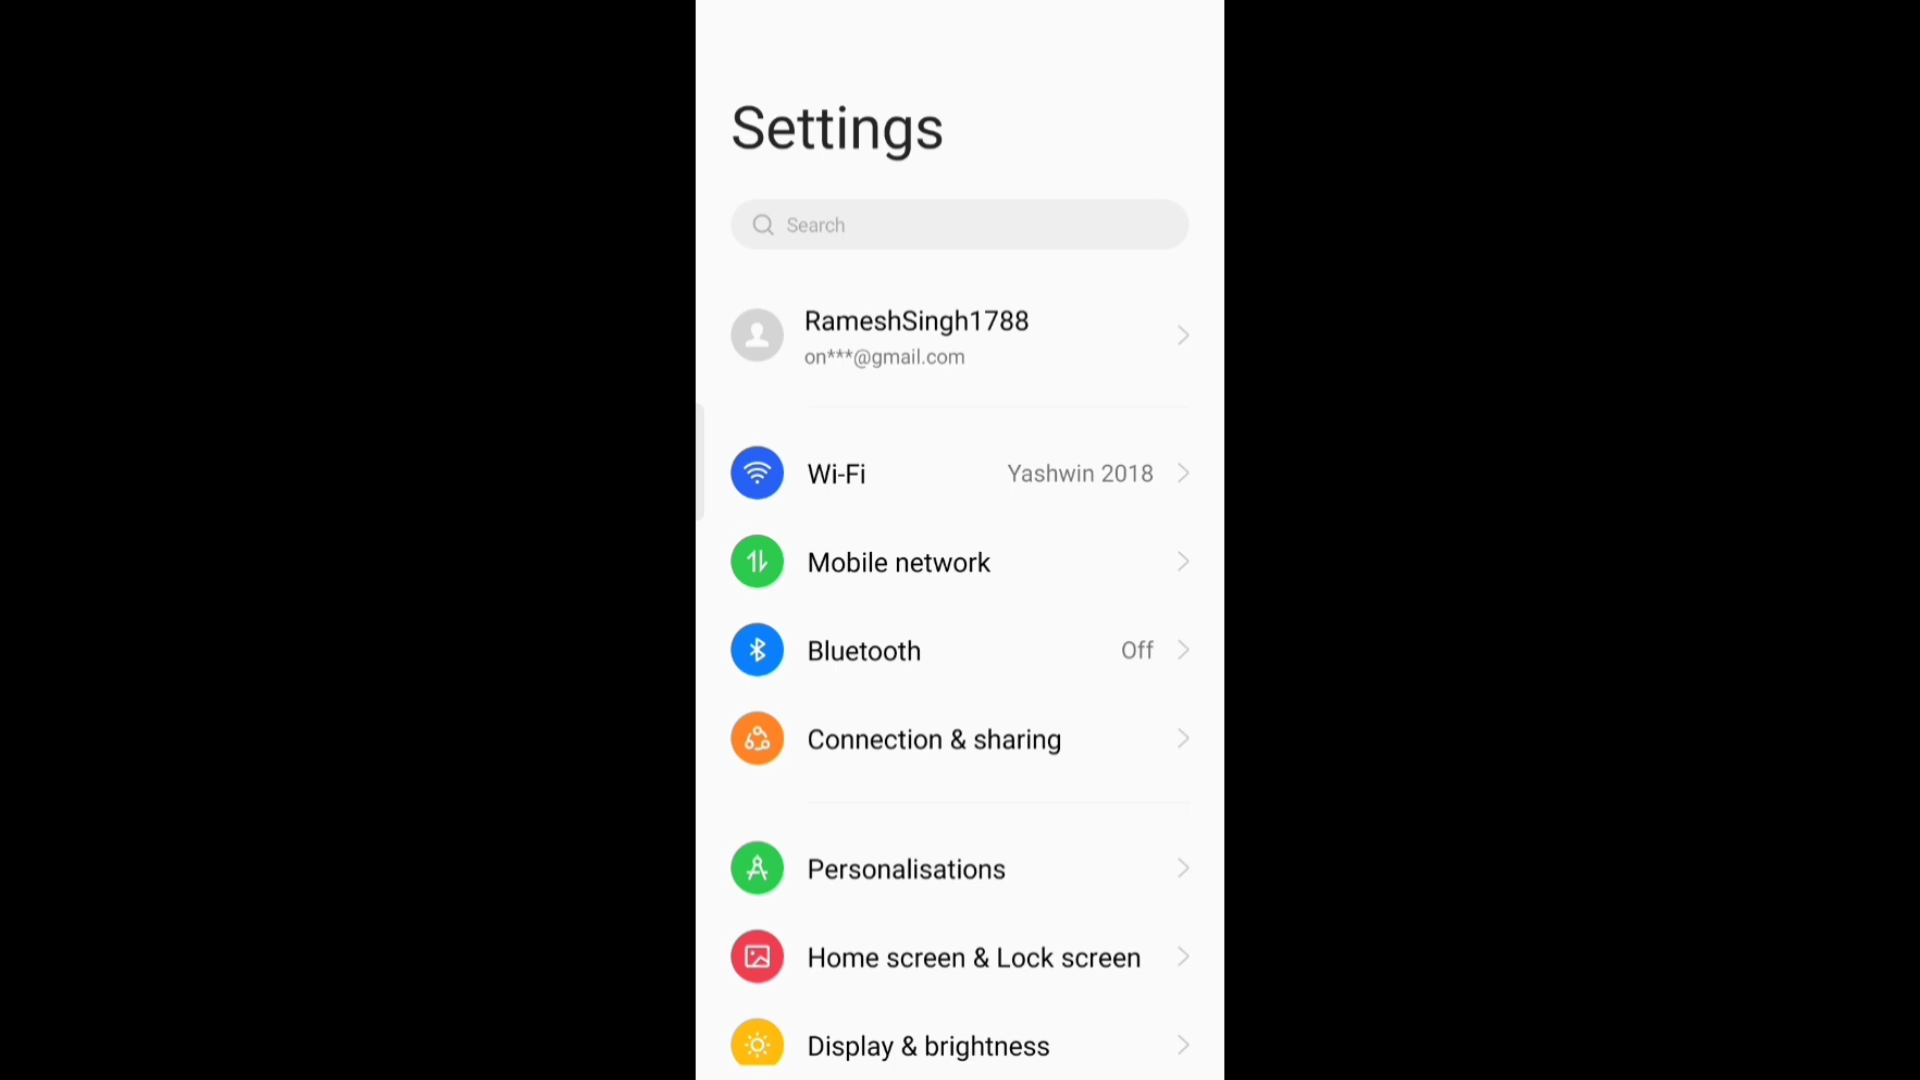 Settings
Search
RameshSingh1788
on***@gmail.com
Wi-Fi Yashwin 2018
Mobile network
Bluetooth Off
Connection & sharing
Personalisations
Home screen & Lock screen
Display & brightness